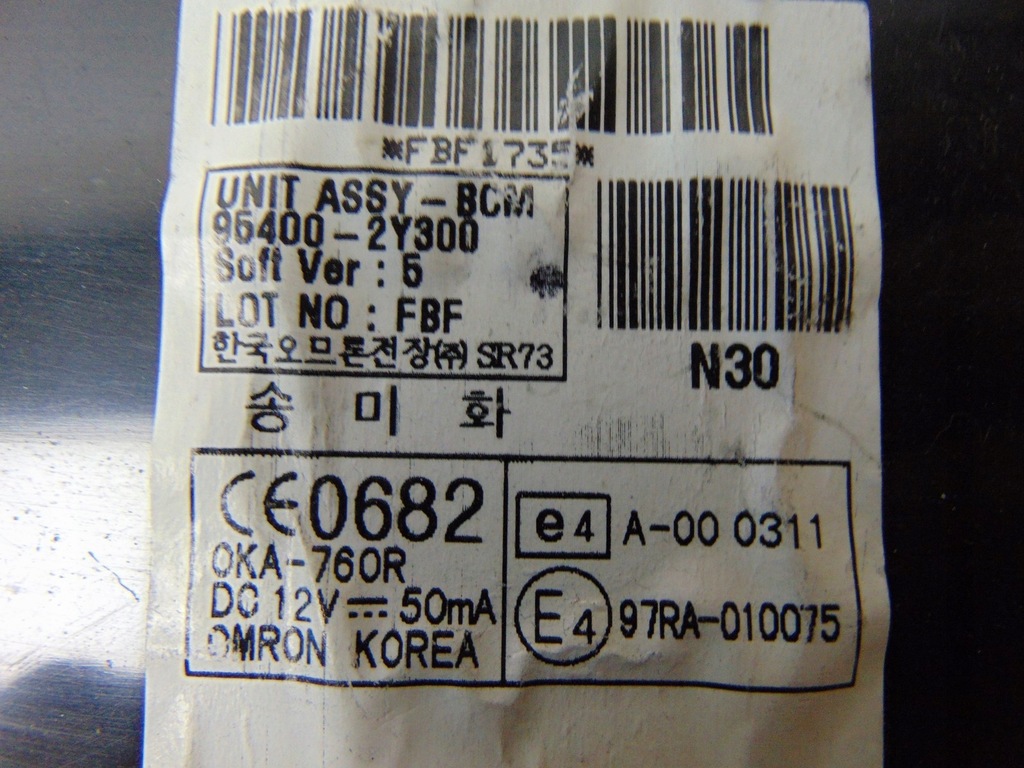 *FBF1735*
UNIT ASSY-BCM
95400-2Y300
Soft Ver : 5
LOT NO : FBF
한국오므론전장(주) SR73
N30
송 미 화
CE0682
OKA-760R
DC 12V ⎓ 50mA
OMRON KOREA
e4 A-00 0311
E4 97RA-010075